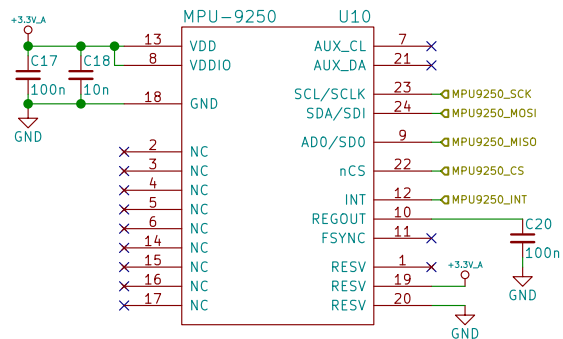 MPU-9250 U10
+3.3V_A
13 VDD AUX_CL 7
8 VDDIO AUX_DA 21
C17 C18
100n 10n
18 GND SCL/SCLK 23 MPU9250_SCK
SDA/SDI 24 MPU9250_MOSI
GND
2 NC AD0/SD0 9 MPU9250_MISO
3 NC nCS 22 MPU9250_CS
4 NC INT 12 MPU9250_INT
5 NC REGOUT 10
C20
100n
6 NC FSYNC 11
14 NC
15 NC RESV 1
+3.3V_A
16 NC RESV 19
GND
17 NC RESV 20
GND